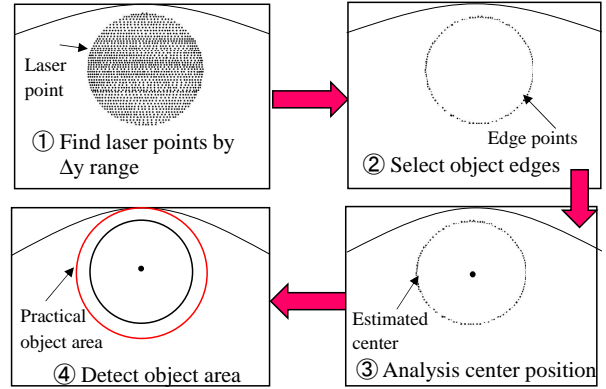 Laser
point
① Find laser points by
Δy range
Edge points
② Select object edges
Estimated
center
③ Analysis center position
Practical
object area
④ Detect object area